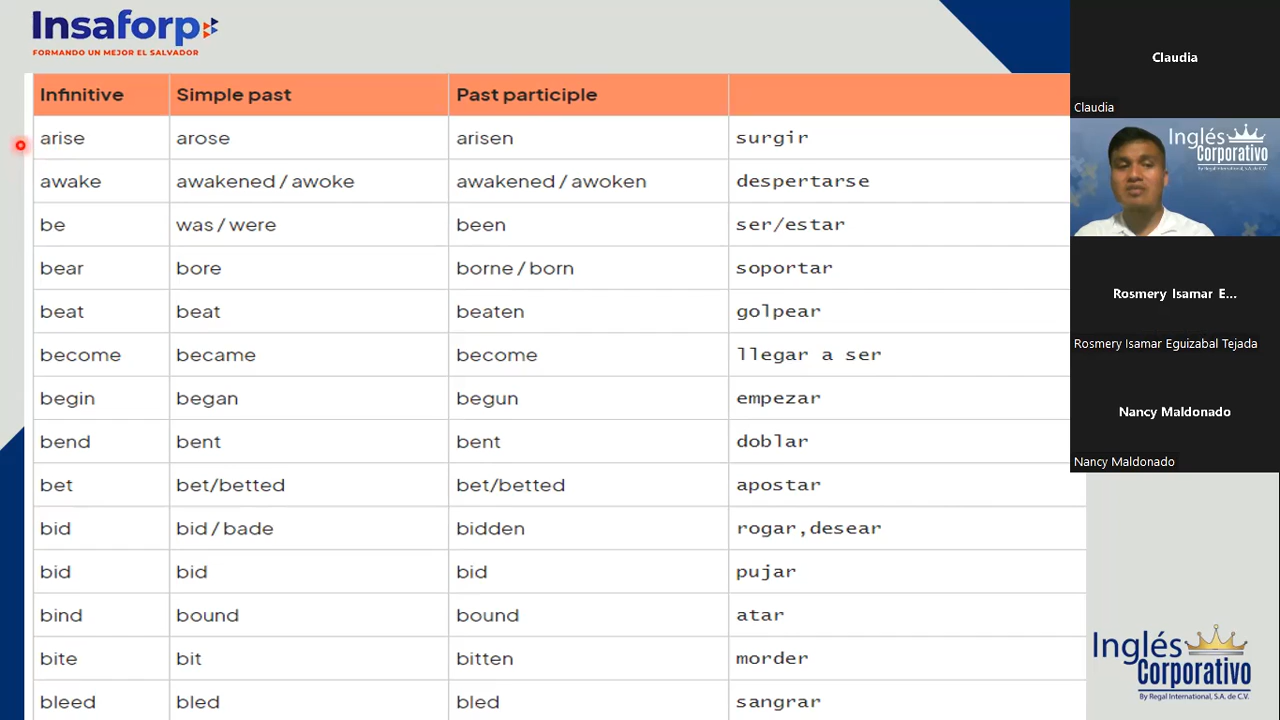 Insaforp
FORMANDO UN MEJOR EL SALVADOR
Infinitive Simple past Past participle
arise arose arisen surgir
awake awakened / awoke awakened / awoken despertarse
be was / were been ser/estar
bear bore borne / born soportar
beat beat beaten golpear
become became become llegar a ser
begin began begun empezar
bend bent bent doblar
bet bet/betted bet/betted apostar
bid bid / bade bidden rogar,desear
bid bid bid pujar
bind bound bound atar
bite bit bitten morder
bleed bled bled sangrar
Claudia
Claudia
Inglés
Corporativo
By Regal International, S.A. de C.V.
Rosmery Isamar E...
Rosmery Isamar Eguizabal Tejada
Nancy Maldonado
Nancy Maldonado
Inglés
Corporativo
By Regal International, S.A. de C.V.